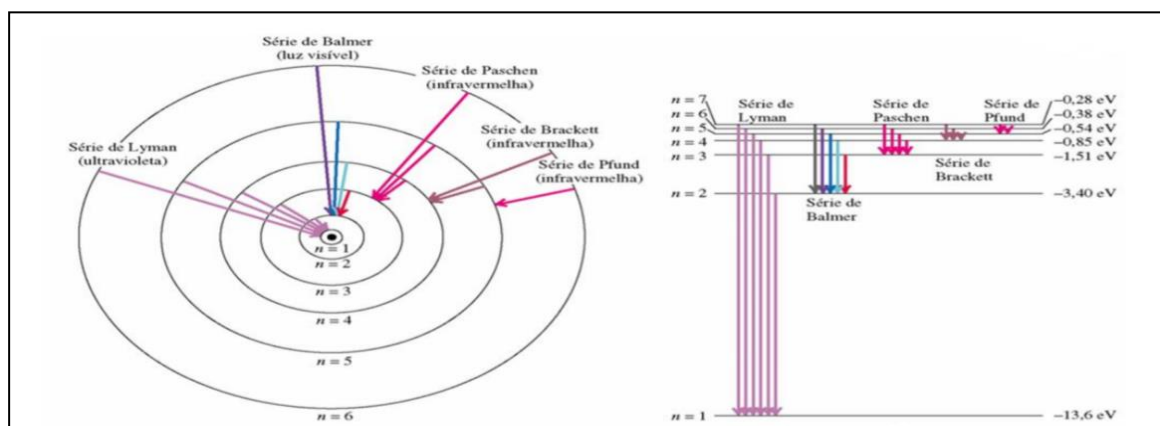 Série de Balmer
(luz visível)
Série de Paschen
(infravermelha)
Série de Lyman
(ultravioleta)
Série de Brackett
(infravermelha)
Série de Pfund
(infravermelha)
n = 1
n = 2
n = 3
n = 4
n = 5
n = 6
n = 7
n = 6
n = 5
n = 4
n = 3
n = 2
n = 1
Série de
Lyman
Série de
Paschen
Série de
Pfund
Série de
Brackett
Série de
Balmer
–0,28 eV
–0,38 eV
–0,54 eV
–0,85 eV
–1,51 eV
–3,40 eV
–13,6 eV